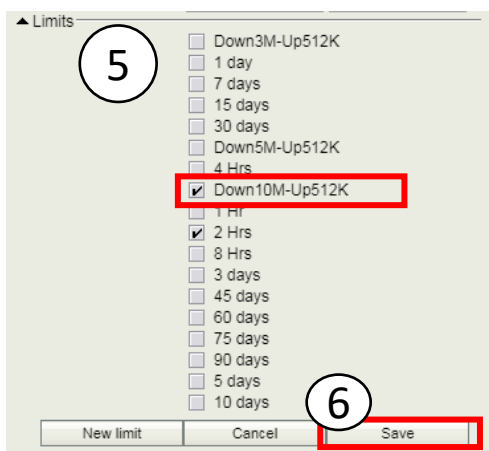 Limits
5
Down3M-Up512K
1 day
7 days
15 days
30 days
Down5M-Up512K
4 Hrs
Down10M-Up512K
1 Hr
2 Hrs
8 Hrs
3 days
45 days
60 days
75 days
90 days
5 days
10 days
6
New limit Cancel Save